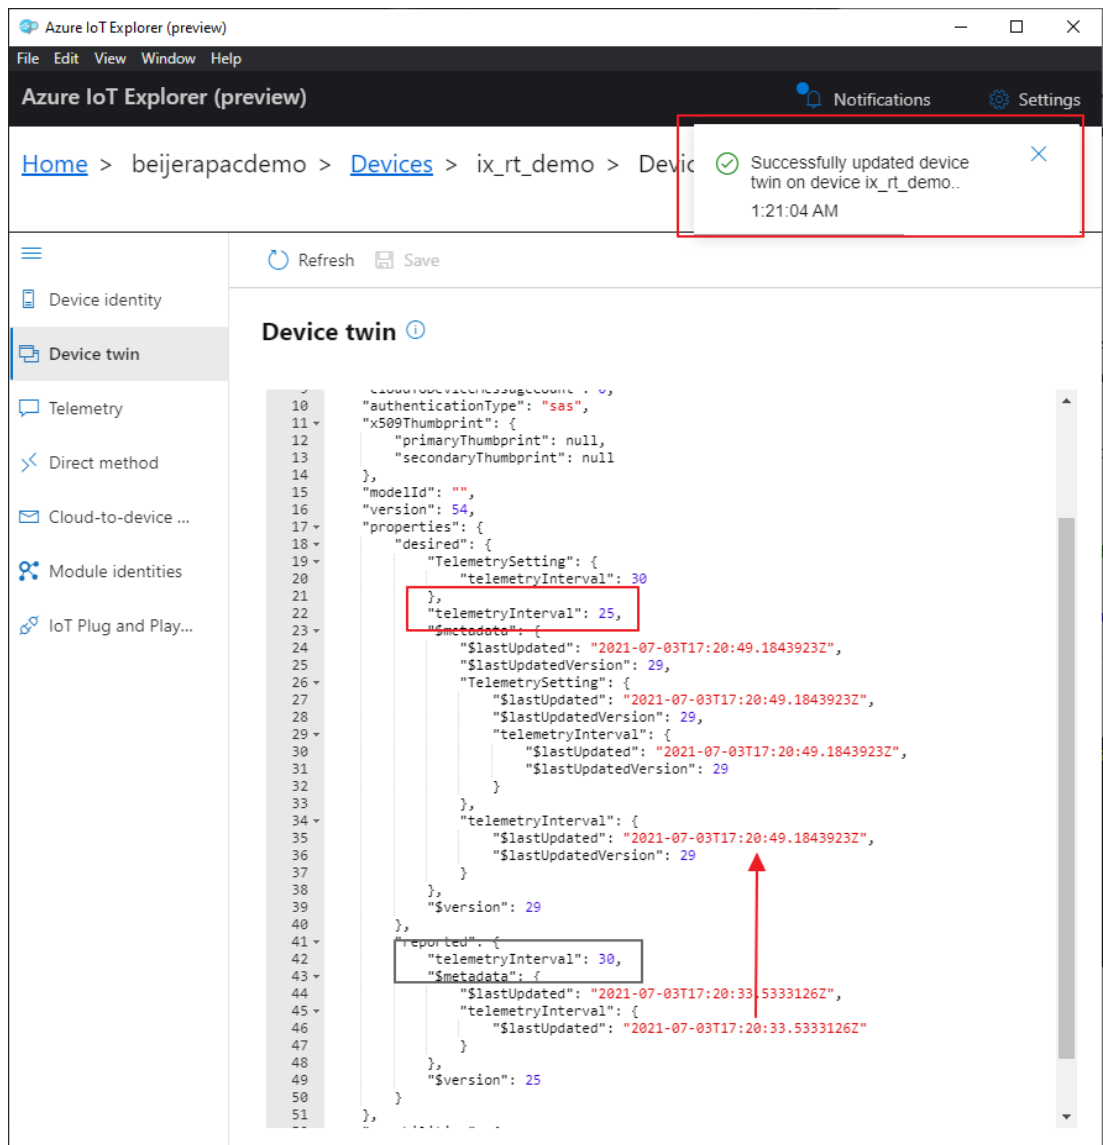 Azure IoT Explorer (preview)
File Edit View Window Help
Azure IoT Explorer (preview)
Notifications
Settings
Home > beijerapacdemo > Devices > ix_rt_demo > Devic
Successfully updated device
twin on device ix_rt_demo..
1:21:04 AM
Refresh
Save
Device identity
Device twin
Telemetry
Direct method
Cloud-to-device ...
Module identities
IoT Plug and Play...
Device twin
9 "cloudToDeviceMessageCount": 0,
10 "authenticationType": "sas",
11 "x509Thumbprint": {
12 "primaryThumbprint": null,
13 "secondaryThumbprint": null
14 },
15 "modelId": "",
16 "version": 54,
17 "properties": {
18 "desired": {
19 "TelemetrySetting": {
20 "telemetryInterval": 30
21 },
22 "telemetryInterval": 25,
23 "$metadata": {
24 "$lastUpdated": "2021-07-03T17:20:49.1843923Z",
25 "$lastUpdatedVersion": 29,
26 "TelemetrySetting": {
27 "$lastUpdated": "2021-07-03T17:20:49.1843923Z",
28 "$lastUpdatedVersion": 29,
29 "telemetryInterval": {
30 "$lastUpdated": "2021-07-03T17:20:49.1843923Z",
31 "$lastUpdatedVersion": 29
32 }
33 },
34 "telemetryInterval": {
35 "$lastUpdated": "2021-07-03T17:20:49.1843923Z",
36 "$lastUpdatedVersion": 29
37 }
38 },
39 "$version": 29
40 },
41 "reported": {
42 "telemetryInterval": 30,
43 "$metadata": {
44 "$lastUpdated": "2021-07-03T17:20:33.5333126Z",
45 "telemetryInterval": {
46 "$lastUpdated": "2021-07-03T17:20:33.5333126Z"
47 }
48 },
49 "$version": 25
50 }
51 },